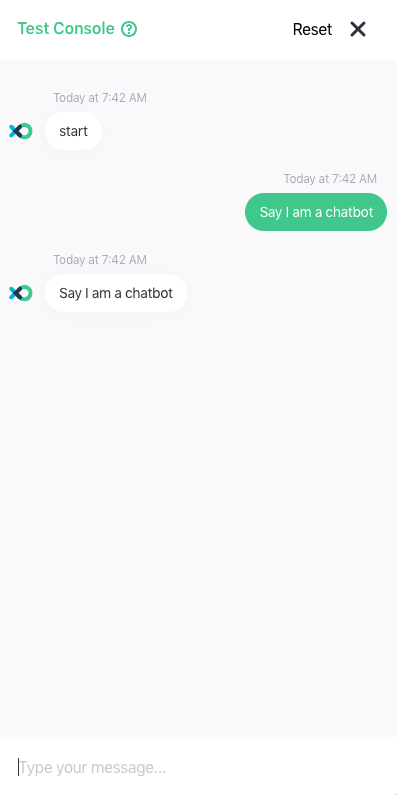 Test Console ?
Reset
Today at 7:42 AM
start
Today at 7:42 AM
Say I am a chatbot
Today at 7:42 AM
Say I am a chatbot
Type your message...